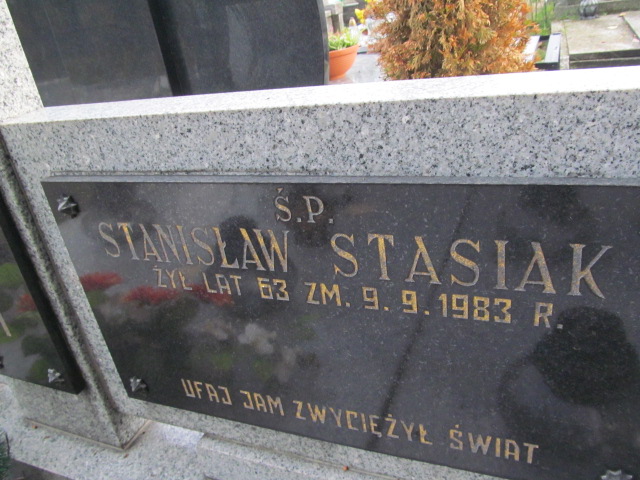 Ś.P.
STANISŁAW STASIAK
ŻYŁ LAT 63 ZM. 9. 9. 1983 R.
UFAJ JAM ZWYCIĘŻYŁ ŚWIAT